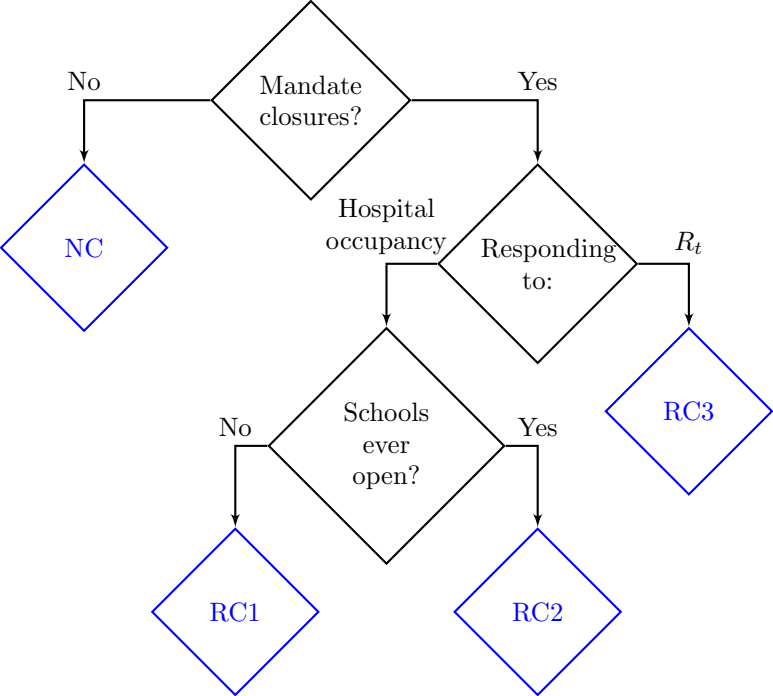 No
Mandate
closures?
Yes
NC
Hospital
occupancy
Responding
to:
R_t
No
Schools
ever
open?
Yes
RC3
RC1
RC2